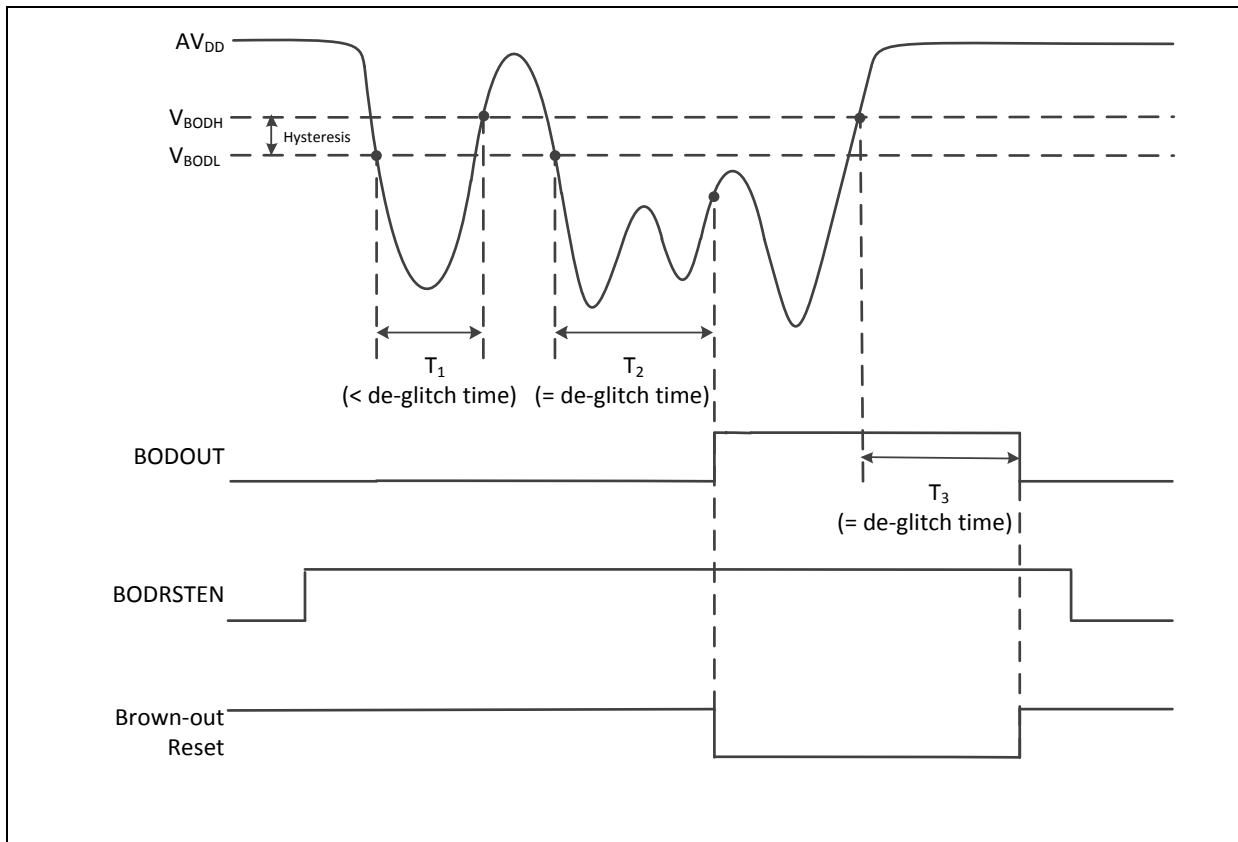 AVDD
VBODH
Hysteresis
VBODL
T1
(< de-glitch time)
T2
(= de-glitch time)
BODOUT
T3
(= de-glitch time)
BODRSTEN
Brown-out
Reset